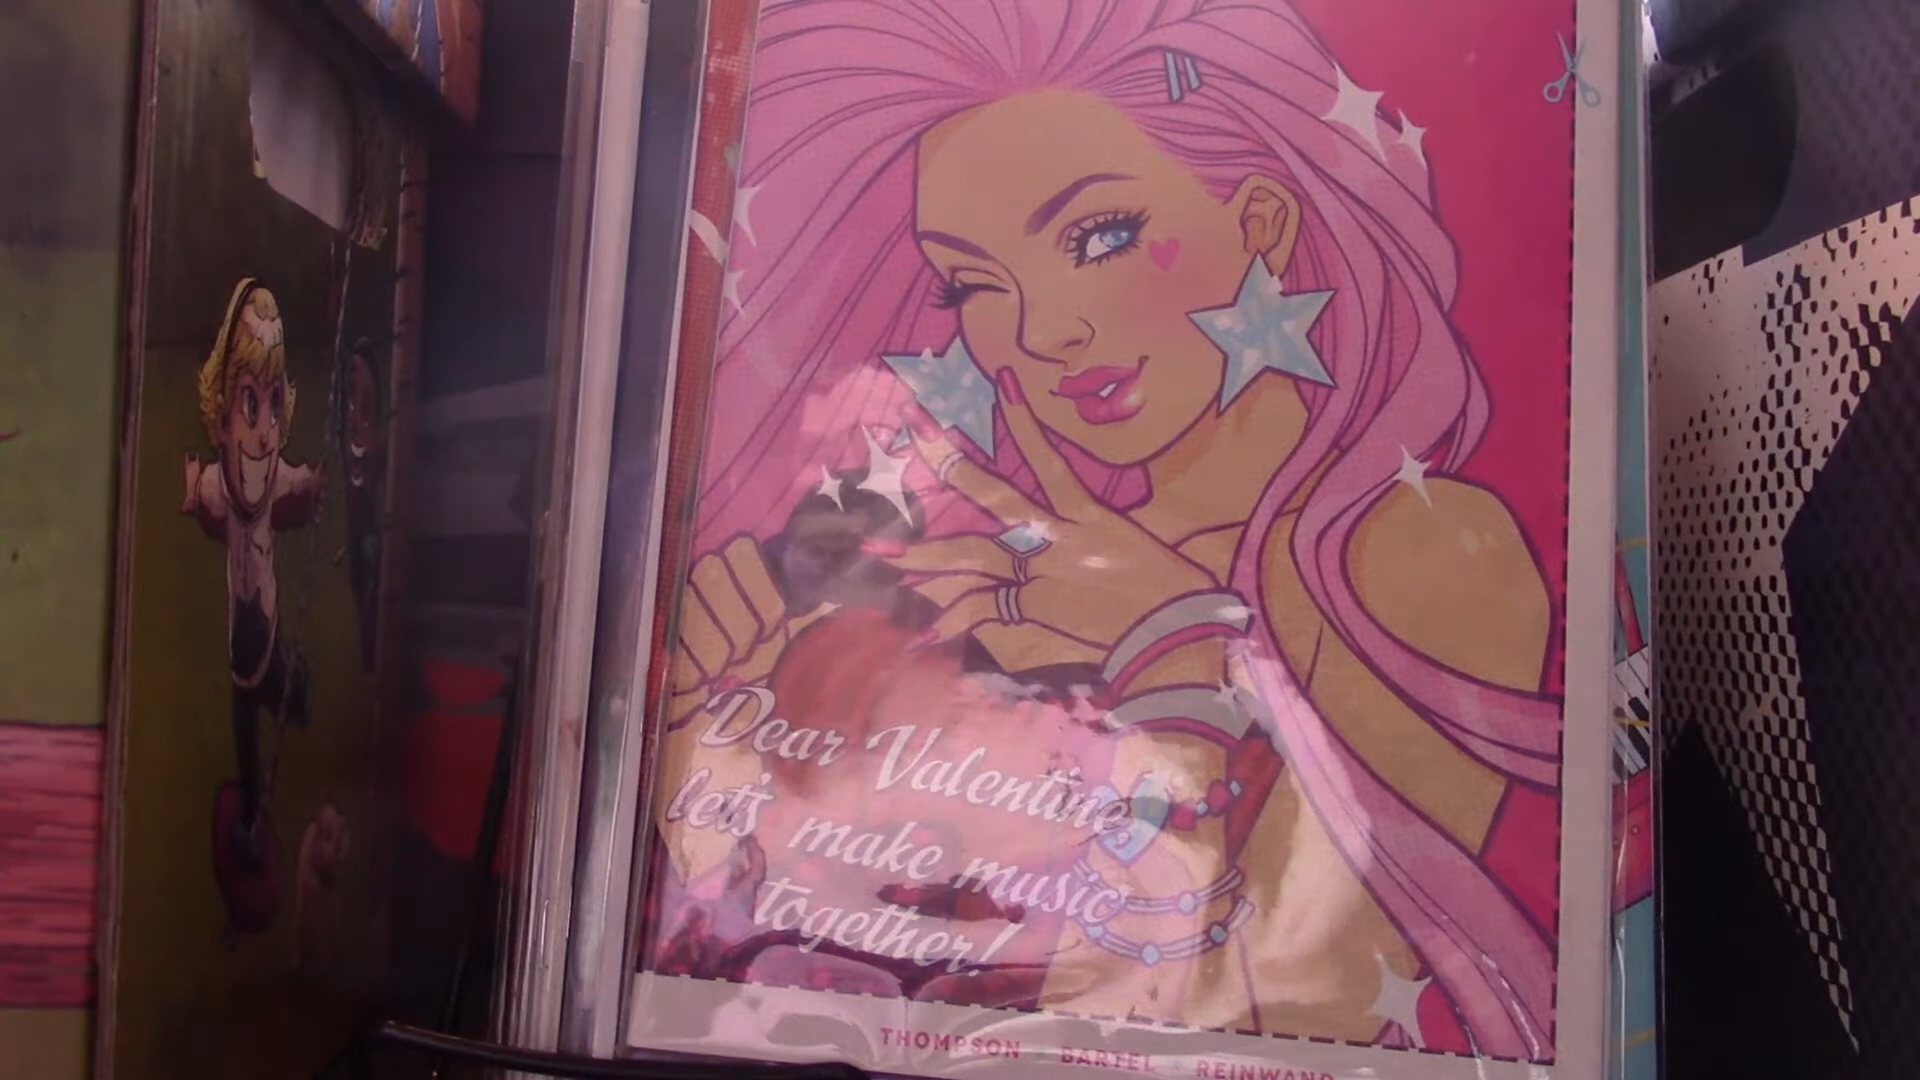 Dear Valentine,
let's make music
together!
THOMPSON BARTEL REINWAND